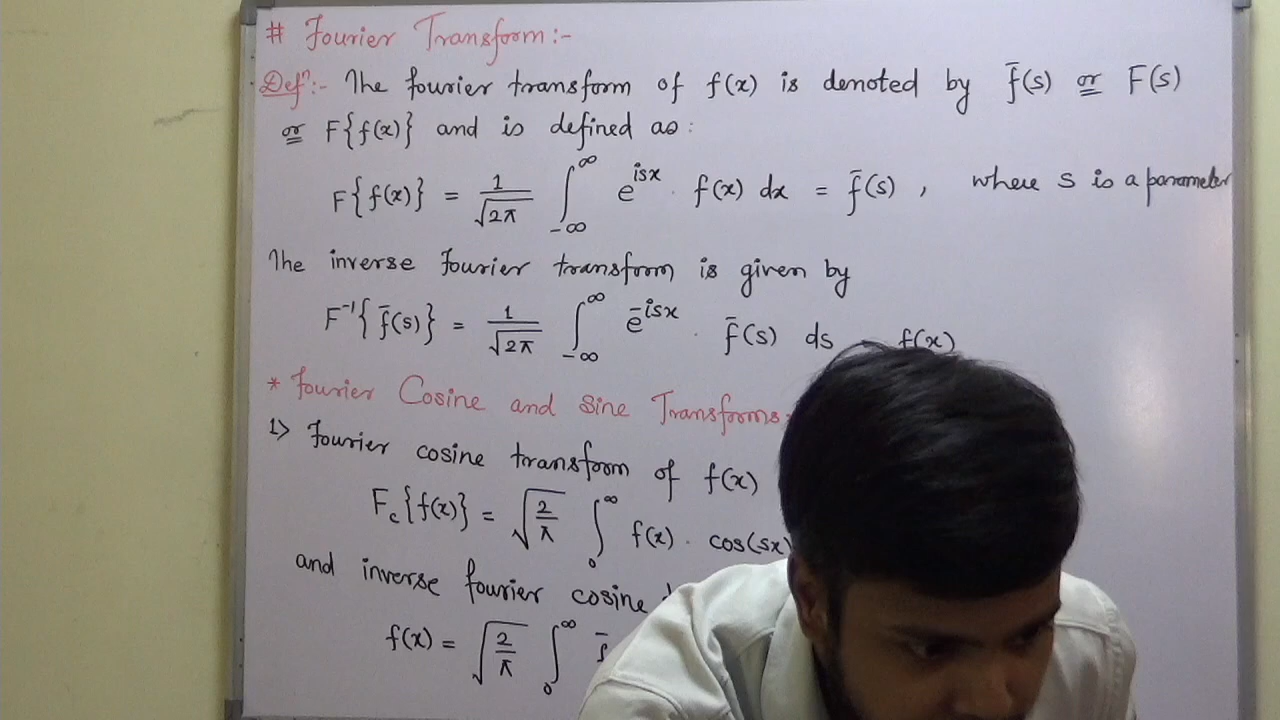 # Fourier Transform:-
Defⁿ:- The fourier transform of f(x) is denoted by f̄(s) or F(s)
or F{f(x)} and is defined as:
F{f(x)} = 1/√2π ∫_{-∞}^{∞} e^{isx} . f(x) dx = f̄(s) , where s is a parameter
The inverse Fourier transform is given by
F⁻¹{f̄(s)} = 1/√2π ∫_{-∞}^{∞} e^{-isx} . f̄(s) ds f(x)
* Fourier Cosine and Sine Transforms:
1> Fourier cosine transform of f(x)
F_c{f(x)} = √(2/π) ∫_0^∞ f(x) . cos(sx)
and inverse fourier cosine
f(x) = √(2/π) ∫_0^∞